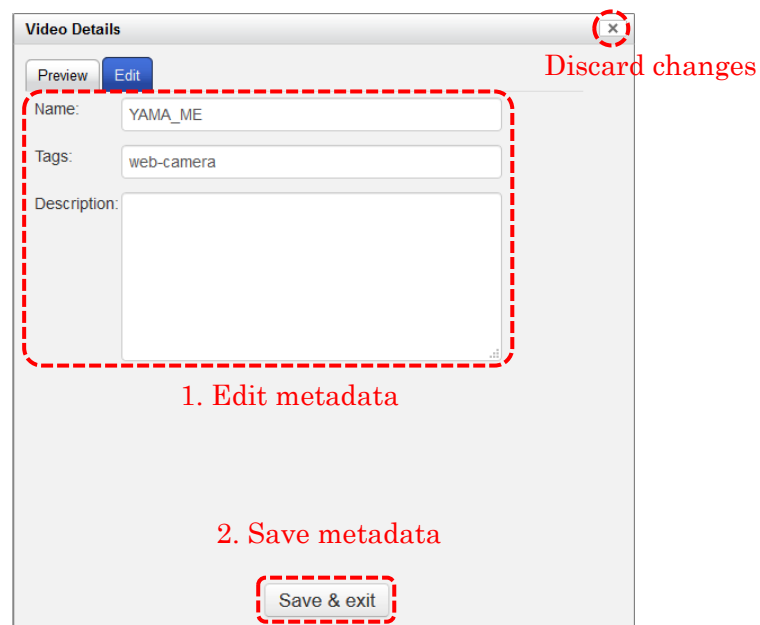 Video Details
×
Discard changes
Preview Edit
Name: YAMA_ME
Tags: web-camera
Description:
1. Edit metadata
2. Save metadata
Save & exit